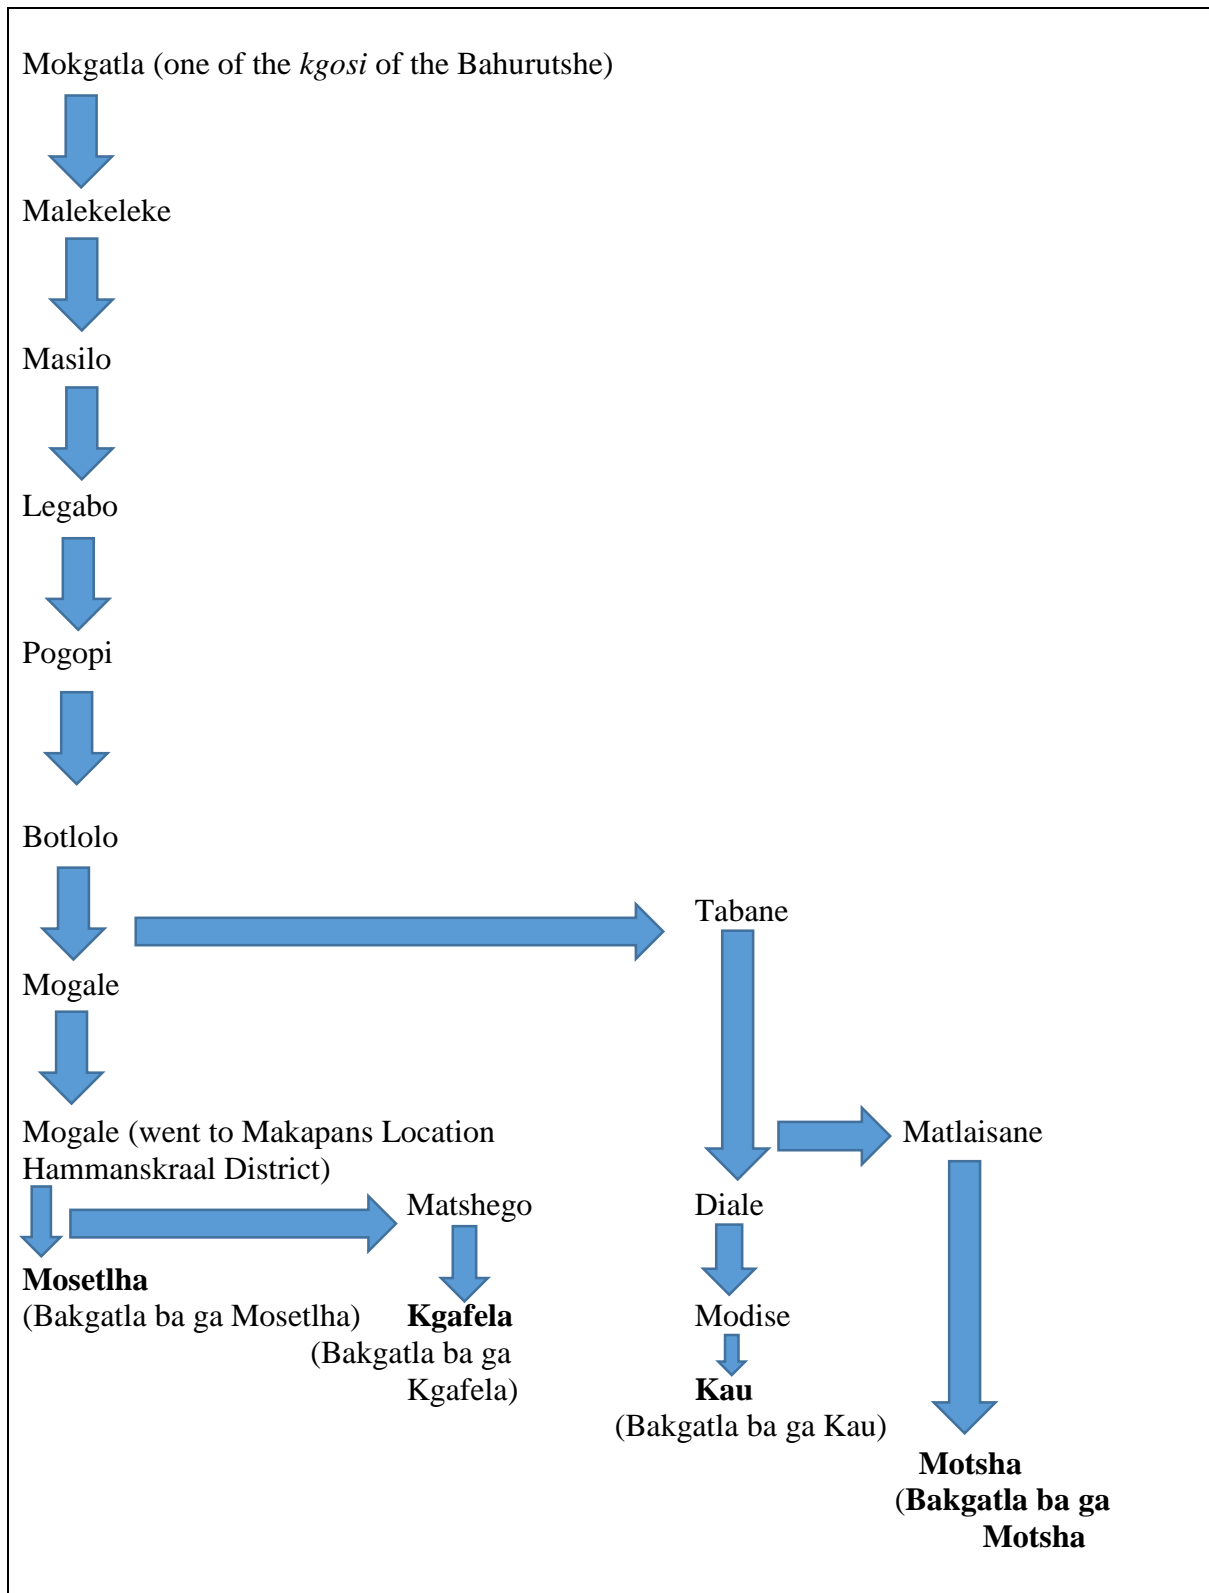 Mokgatla (one of the kgosi of the Bahurutshe)
Malekeleke
Masilo
Legabo
Pogopi
Botlolo
Tabane
Mogale
Mogale (went to Makapans Location
Hammanskraal District)
Matlaisane
Matshego
Diale
Mosetlha
(Bakgatla ba ga Mosetlha)
Kgafela
(Bakgatla ba ga
Kgafela)
Modise
Kau
(Bakgatla ba ga Kau)
Motsha
(Bakgatla ba ga
Motsha